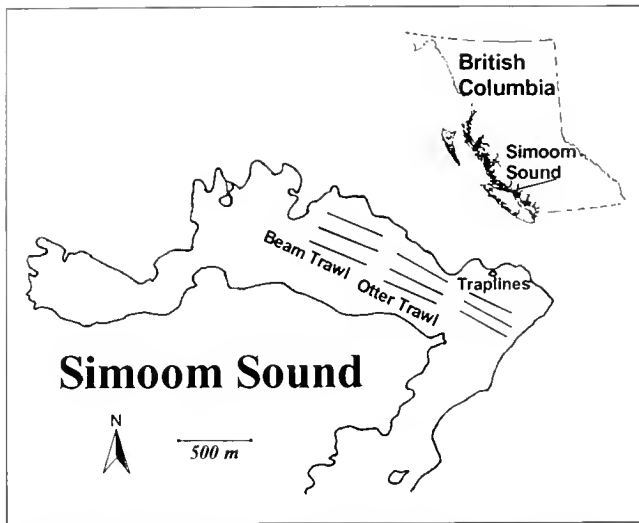 British
Columbia
Simoom
Sound
Beam Trawl
Otter Trawl
Traplines
Simoom Sound
N
500 m